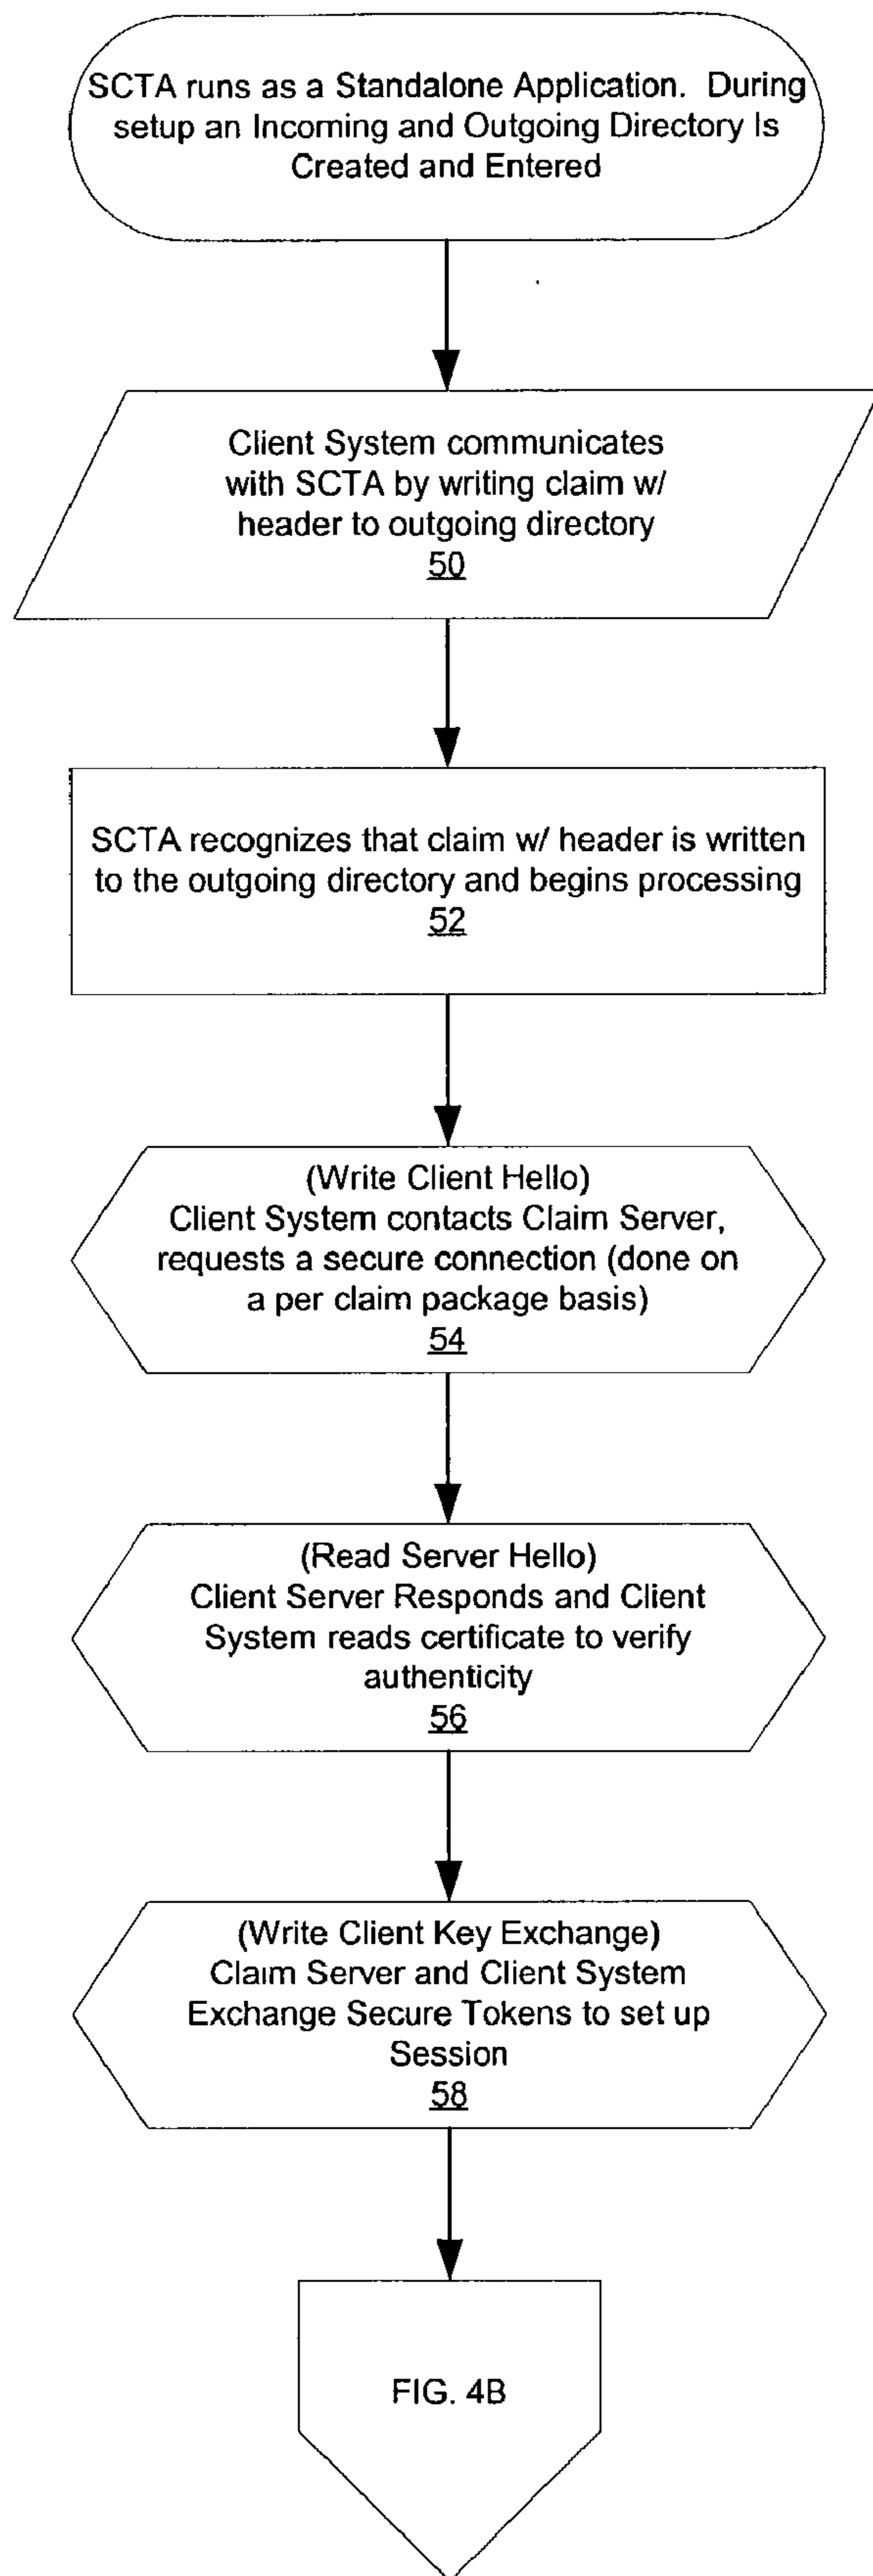 SCTA runs as a Standalone Application. During
setup an Incoming and Outgoing Directory Is
Created and Entered
Client System communicates
with SCTA by writing claim w/
header to outgoing directory
50
SCTA recognizes that claim w/ header is written
to the outgoing directory and begins processing
52
(Write Client Hello)
Client System contacts Claim Server,
requests a secure connection (done on
a per claim package basis)
54
(Read Server Hello)
Client Server Responds and Client
System reads certificate to verify
authenticity
56
(Write Client Key Exchange)
Claim Server and Client System
Exchange Secure Tokens to set up
Session
58
FIG. 4B